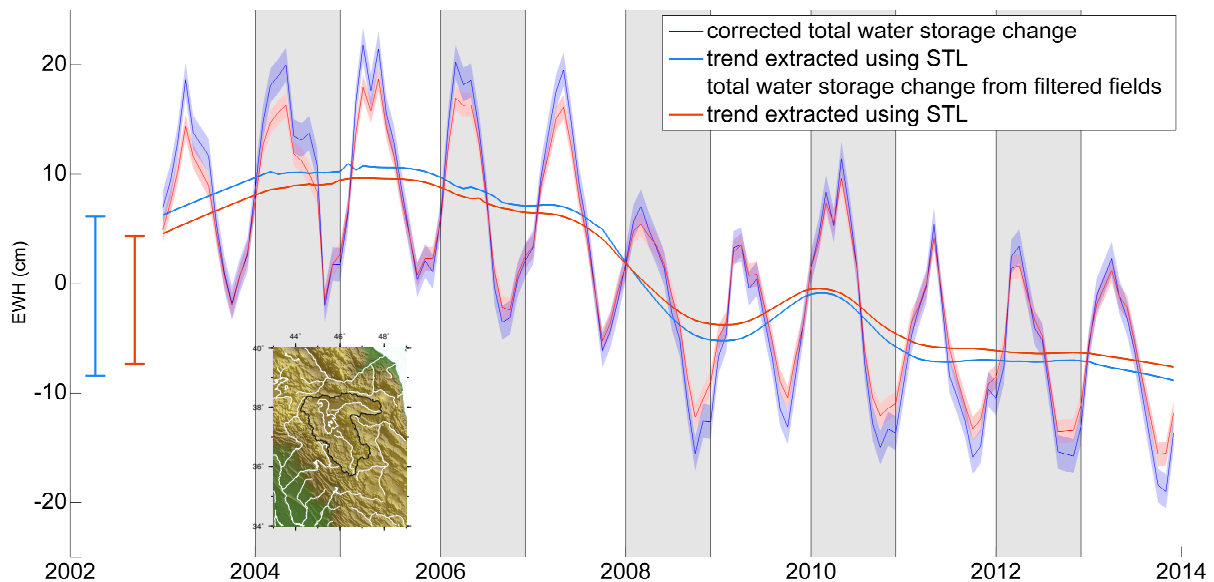 corrected total water storage change
trend extracted using STL
total water storage change from filtered fields
trend extracted using STL
20
10
0
-10
-20
EWH (cm)
44˚ 46˚ 48˚
40˚
38˚
36˚
34˚
2002 2004 2006 2008 2010 2012 2014